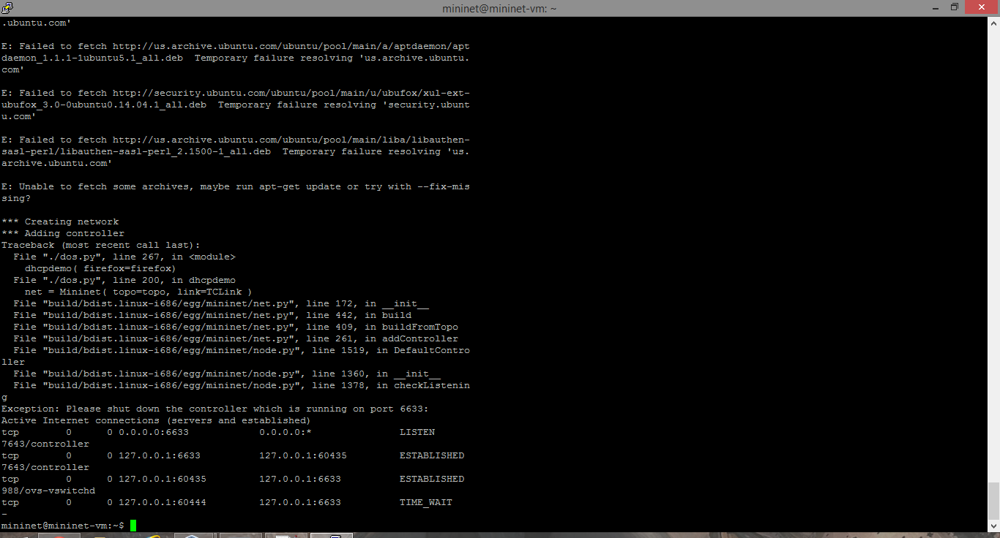 mininet@mininet-vm: ~
.ubuntu.com'
E: Failed to fetch http://us.archive.ubuntu.com/ubuntu/pool/main/a/aptdaemon/apt
daemon_1.1.1-1ubuntu5.1_all.deb  Temporary failure resolving 'us.archive.ubuntu.
com'
E: Failed to fetch http://security.ubuntu.com/ubuntu/pool/main/u/ubufox/xul-ext-
ubufox_3.0-0ubuntu0.14.04.1_all.deb  Temporary failure resolving 'security.ubunt
u.com'
E: Failed to fetch http://us.archive.ubuntu.com/ubuntu/pool/main/liba/libauthen-
sasl-perl/libauthen-sasl-perl_2.1500-1_all.deb  Temporary failure resolving 'us.
archive.ubuntu.com'
E: Unable to fetch some archives, maybe run apt-get update or try with --fix-mis
sing?
*** Creating network
*** Adding controller
Traceback (most recent call last):
  File "./dos.py", line 267, in <module>
    dhcpdemo( firefox=firefox)
  File "./dos.py", line 200, in dhcpdemo
    net = Mininet( topo=topo, link=TCLink )
  File "build/bdist.linux-i686/egg/mininet/net.py", line 172, in __init__
  File "build/bdist.linux-i686/egg/mininet/net.py", line 442, in build
  File "build/bdist.linux-i686/egg/mininet/net.py", line 409, in buildFromTopo
  File "build/bdist.linux-i686/egg/mininet/net.py", line 261, in addController
  File "build/bdist.linux-i686/egg/mininet/node.py", line 1519, in DefaultContro
ller
  File "build/bdist.linux-i686/egg/mininet/node.py", line 1360, in __init__
  File "build/bdist.linux-i686/egg/mininet/node.py", line 1378, in checkListenin
g
Exception: Please shut down the controller which is running on port 6633:
Active Internet connections (servers and established)
tcp        0      0 0.0.0.0:6633            0.0.0.0:*               LISTEN
7643/controller
tcp        0      0 127.0.0.1:6633          127.0.0.1:60435         ESTABLISHED
7643/controller
tcp        0      0 127.0.0.1:60435         127.0.0.1:6633          ESTABLISHED
988/ovs-vswitchd
tcp        0      0 127.0.0.1:60444         127.0.0.1:6633          TIME_WAIT
-
mininet@mininet-vm:~$